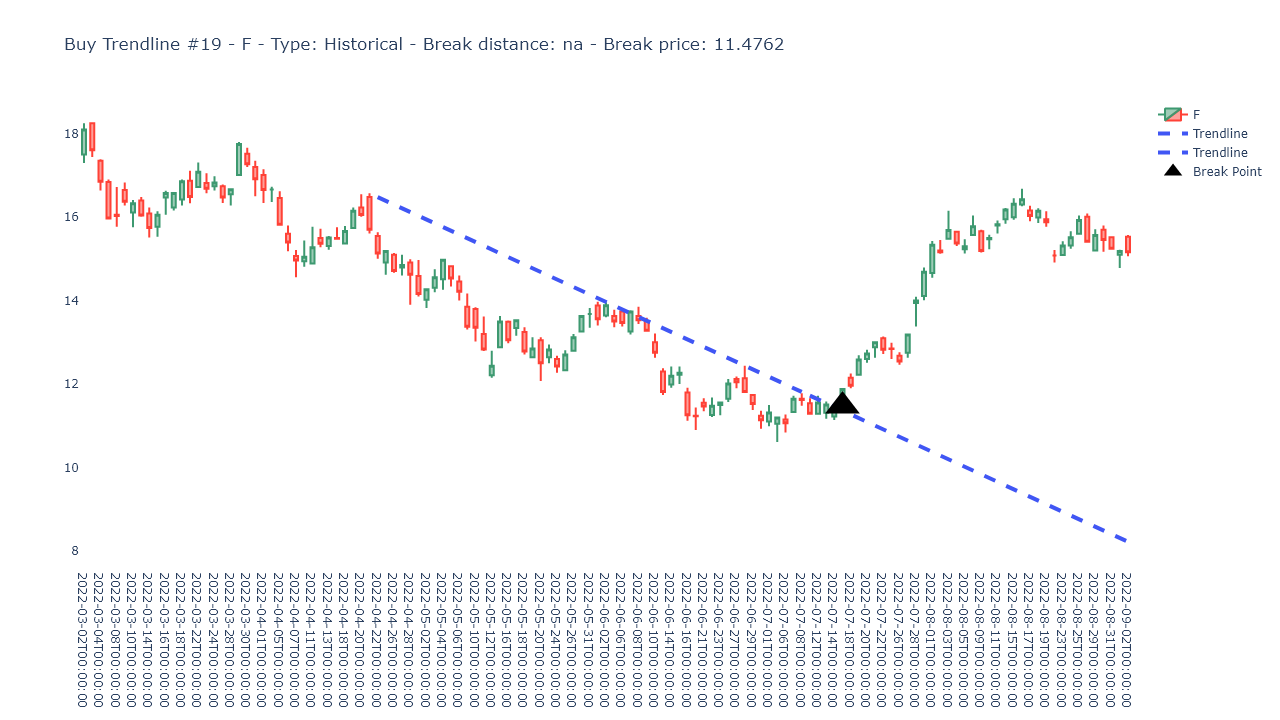 Buy Trendline #19 - F - Type: Historical - Break distance: na - Break price: 11.4762
F
Trendline
Trendline
Break Point
18
16
14
12
10
8
2022-03-02T00:00:00
2022-03-04T00:00:00
2022-03-08T00:00:00
2022-03-10T00:00:00
2022-03-14T00:00:00
2022-03-16T00:00:00
2022-03-18T00:00:00
2022-03-22T00:00:00
2022-03-24T00:00:00
2022-03-28T00:00:00
2022-03-30T00:00:00
2022-04-01T00:00:00
2022-04-05T00:00:00
2022-04-07T00:00:00
2022-04-11T00:00:00
2022-04-13T00:00:00
2022-04-18T00:00:00
2022-04-20T00:00:00
2022-04-22T00:00:00
2022-04-26T00:00:00
2022-04-28T00:00:00
2022-05-02T00:00:00
2022-05-04T00:00:00
2022-05-06T00:00:00
2022-05-10T00:00:00
2022-05-12T00:00:00
2022-05-16T00:00:00
2022-05-18T00:00:00
2022-05-20T00:00:00
2022-05-24T00:00:00
2022-05-26T00:00:00
2022-05-31T00:00:00
2022-06-02T00:00:00
2022-06-06T00:00:00
2022-06-08T00:00:00
2022-06-10T00:00:00
2022-06-14T00:00:00
2022-06-16T00:00:00
2022-06-21T00:00:00
2022-06-23T00:00:00
2022-06-27T00:00:00
2022-06-29T00:00:00
2022-07-01T00:00:00
2022-07-06T00:00:00
2022-07-08T00:00:00
2022-07-12T00:00:00
2022-07-14T00:00:00
2022-07-18T00:00:00
2022-07-20T00:00:00
2022-07-22T00:00:00
2022-07-26T00:00:00
2022-07-28T00:00:00
2022-08-01T00:00:00
2022-08-03T00:00:00
2022-08-05T00:00:00
2022-08-09T00:00:00
2022-08-11T00:00:00
2022-08-15T00:00:00
2022-08-17T00:00:00
2022-08-19T00:00:00
2022-08-23T00:00:00
2022-08-25T00:00:00
2022-08-29T00:00:00
2022-08-31T00:00:00
2022-09-02T00:00:00